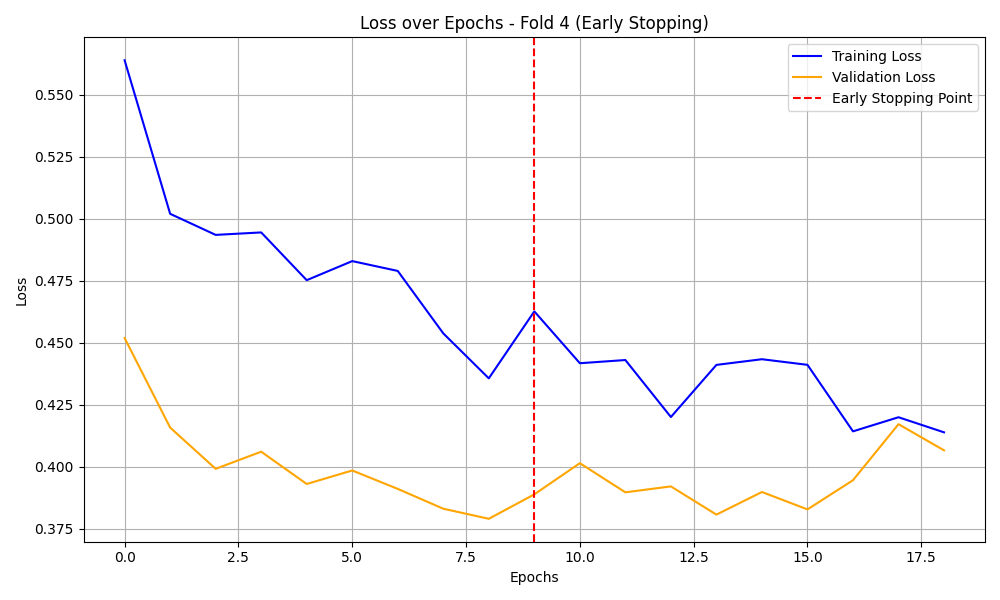 Loss over Epochs - Fold 4 (Early Stopping)
Training Loss
Validation Loss
Early Stopping Point
Loss
0.550
0.525
0.500
0.475
0.450
0.425
0.400
0.375
0.0 2.5 5.0 7.5 10.0 12.5 15.0 17.5
Epochs